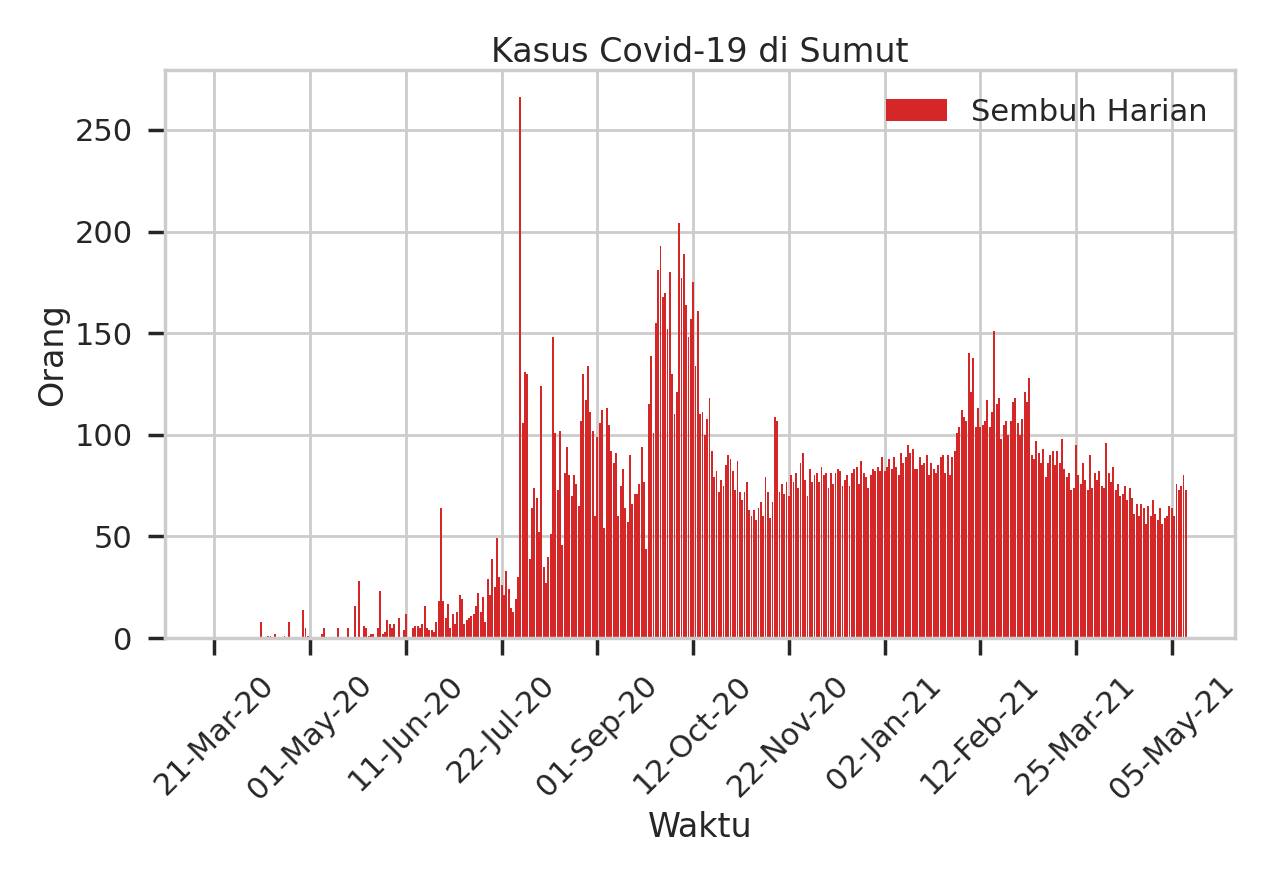 Kasus Covid-19 di Sumut
Sembuh Harian
Orang
250
200
150
100
50
0
21-Mar-20
01-May-20
11-Jun-20
22-Jul-20
01-Sep-20
12-Oct-20
22-Nov-20
02-Jan-21
12-Feb-21
25-Mar-21
05-May-21
Waktu